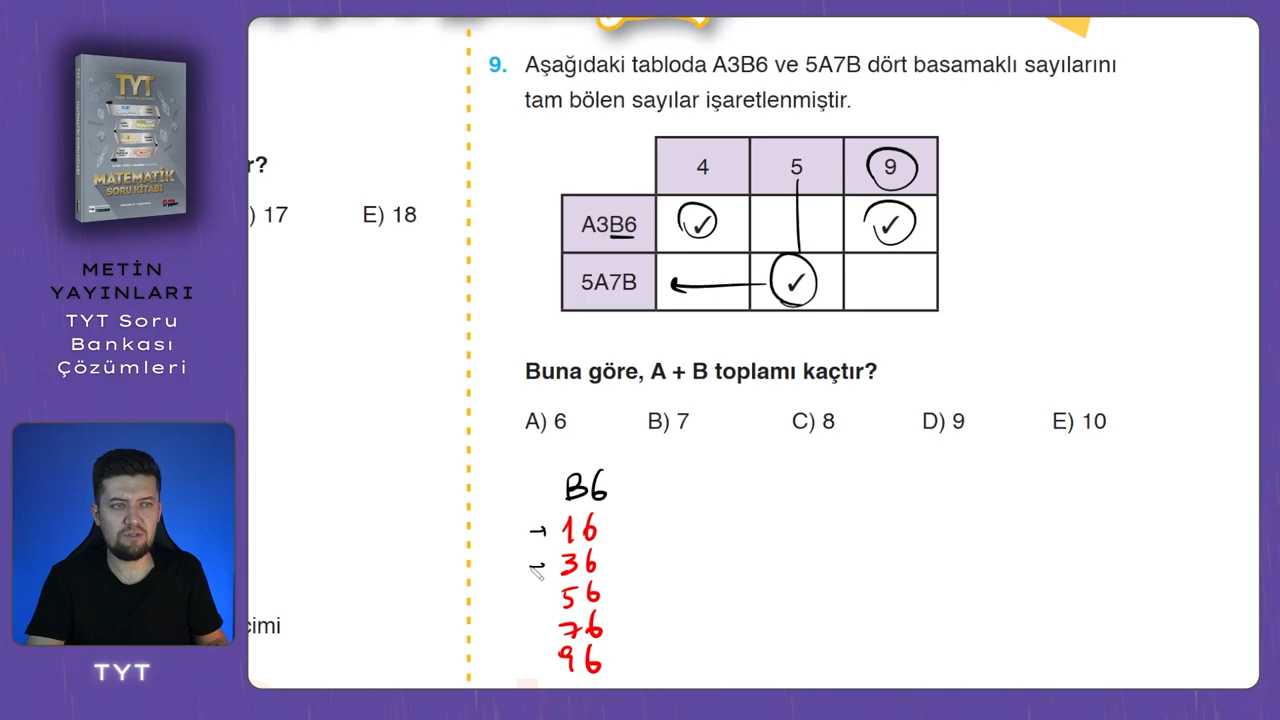 TYT
MATEMATİK
SORU KİTABI
METİN
YAYINLARI
TYT Soru
Bankası
Çözümleri
TYT
r?
) 17 E) 18
cimi
9. Aşağıdaki tabloda A3B6 ve 5A7B dört basamaklı sayılarını
tam bölen sayılar işaretlenmiştir.
4 5 9
A3B6 ✓ ✓
5A7B ✓
Buna göre, A + B toplamı kaçtır?
A) 6 B) 7 C) 8 D) 9 E) 10
B6
16
36
56
76
96